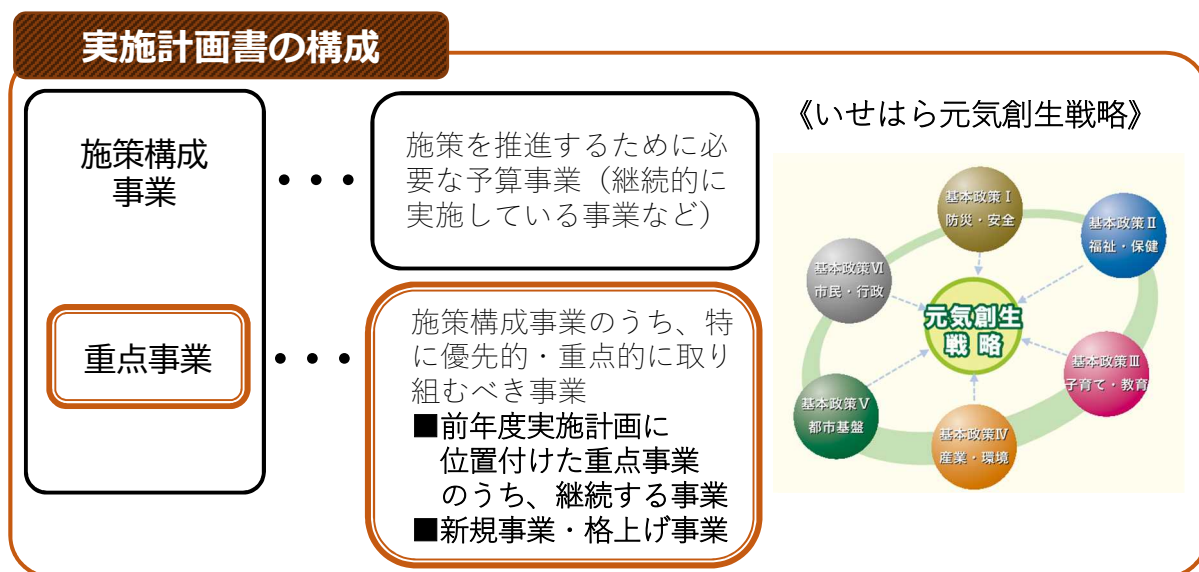 実施計画書の構成
施策構成
事業
・・・
施策を推進するために必
要な予算事業（継続的に
実施している事業など）
重点事業
・・・
施策構成事業のうち、特
に優先的・重点的に取り
組むべき事業
■前年度実施計画に
位置付けた重点事業
のうち、継続する事業
■新規事業・格上げ事業
《いせはら元気創生戦略》
基本政策Ⅰ
防災・安全
基本政策Ⅱ
福祉・保健
基本政策Ⅲ
子育て・教育
基本政策Ⅳ
産業・環境
基本政策Ⅴ
都市基盤
基本政策Ⅵ
市民・行政
元気創生
戦略